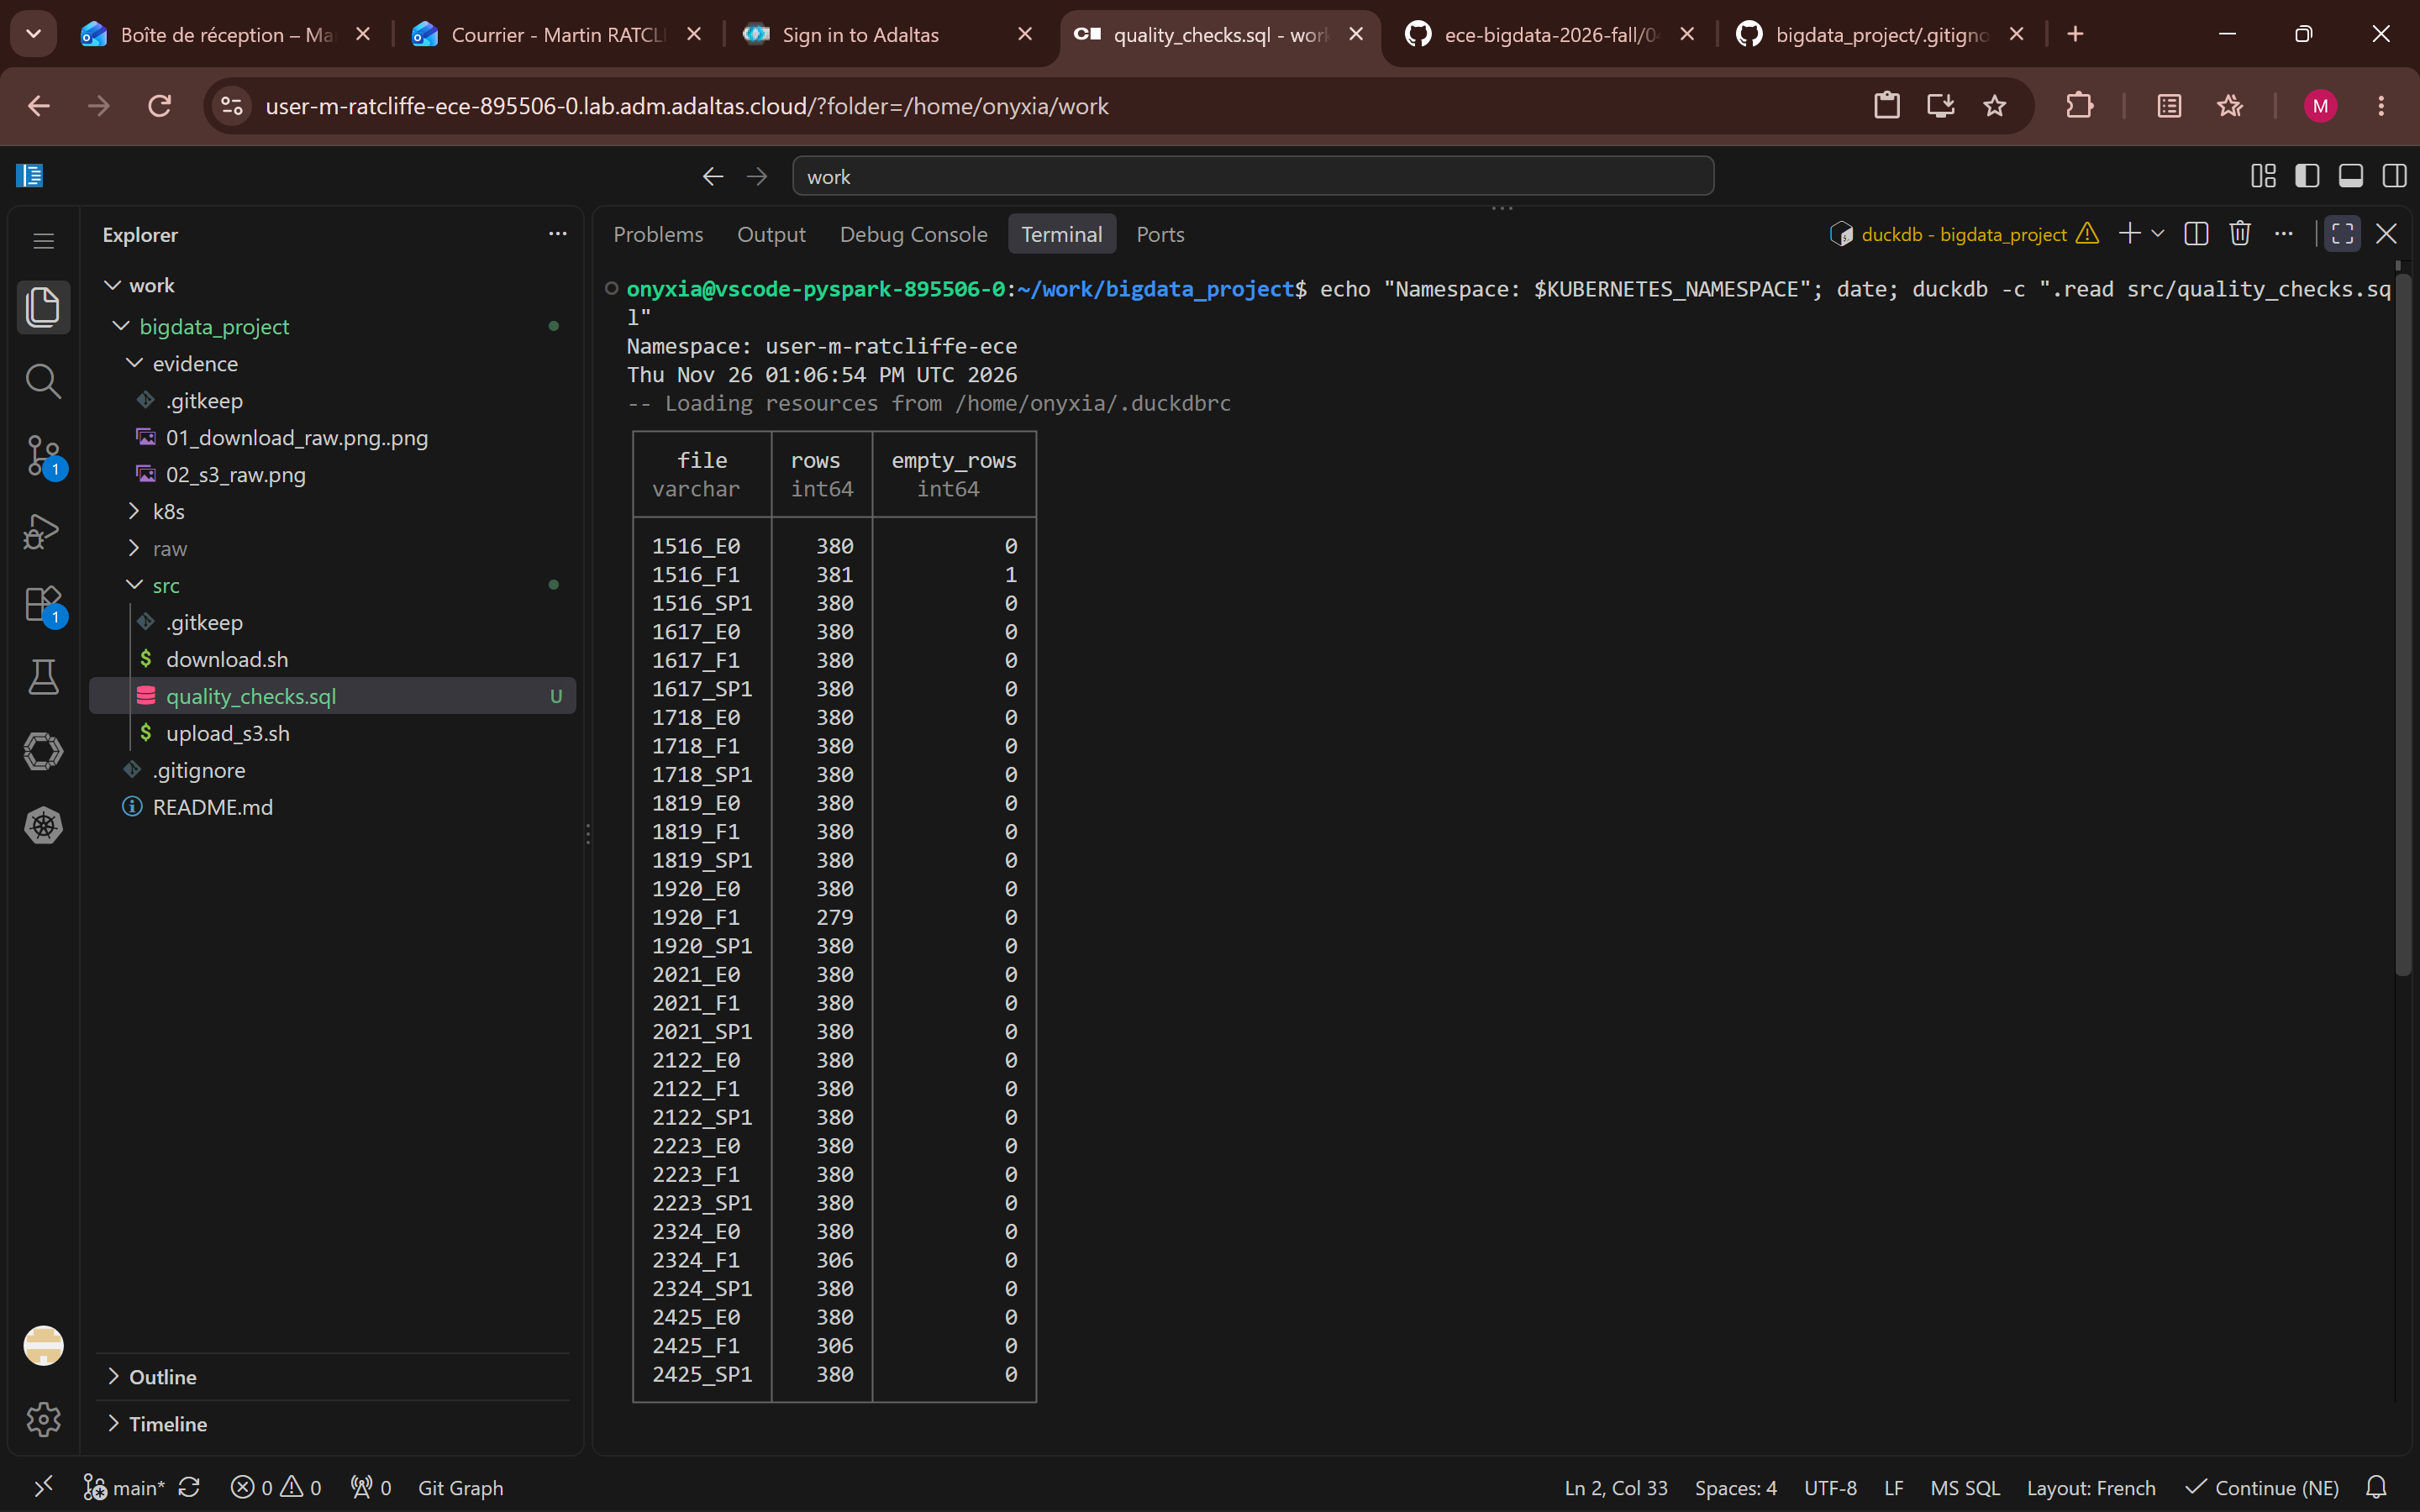 Boîte de réception – Ma
Courrier - Martin RATCLI
Sign in to Adaltas
quality_checks.sql - work
ece-bigdata-2026-fall/04
bigdata_project/.gitigno
user-m-ratcliffe-ece-895506-0.lab.adm.adaltas.cloud/?folder=/home/onyxia/work
M
work
Explorer
Problems
Output
Debug Console
Terminal
Ports
duckdb - bigdata_project
work
bigdata_project
evidence
.gitkeep
01_download_raw.png..png
02_s3_raw.png
k8s
raw
src
.gitkeep
download.sh
quality_checks.sql U
upload_s3.sh
.gitignore
README.md
1
1
Outline
Timeline
onyxia@vscode-pyspark-895506-0:~/work/bigdata_project$ echo "Namespace: $KUBERNETES_NAMESPACE"; date; duckdb -c ".read src/quality_checks.sq
l"
Namespace: user-m-ratcliffe-ece
Thu Nov 26 01:06:54 PM UTC 2026
-- Loading resources from /home/onyxia/.duckdbrc
file rows empty_rows
varchar int64 int64
1516_E0 380 0
1516_F1 381 1
1516_SP1 380 0
1617_E0 380 0
1617_F1 380 0
1617_SP1 380 0
1718_E0 380 0
1718_F1 380 0
1718_SP1 380 0
1819_E0 380 0
1819_F1 380 0
1819_SP1 380 0
1920_E0 380 0
1920_F1 279 0
1920_SP1 380 0
2021_E0 380 0
2021_F1 380 0
2021_SP1 380 0
2122_E0 380 0
2122_F1 380 0
2122_SP1 380 0
2223_E0 380 0
2223_F1 380 0
2223_SP1 380 0
2324_E0 380 0
2324_F1 306 0
2324_SP1 380 0
2425_E0 380 0
2425_F1 306 0
2425_SP1 380 0
main* 0 0 0 Git Graph
Ln 2, Col 33 Spaces: 4 UTF-8 LF MS SQL Layout: French Continue (NE)